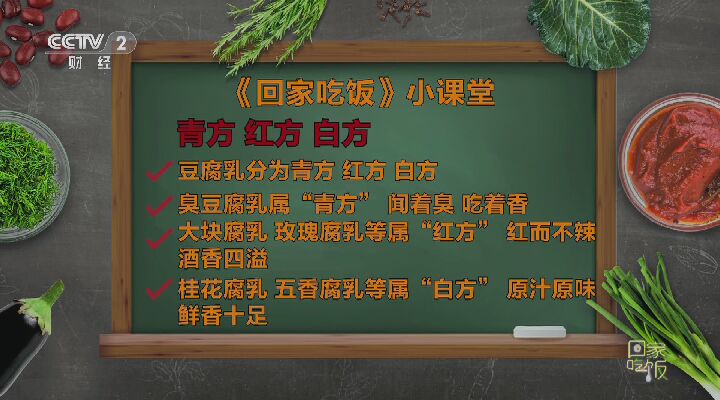 CCTV 2
财经
《回家吃饭》小课堂
青方 红方 白方
豆腐乳分为青方 红方 白方
臭豆腐乳属“青方” 闻着臭 吃着香
大块腐乳 玫瑰腐乳等属“红方” 红而不辣
酒香四溢
桂花腐乳 五香腐乳等属“白方” 原汁原味
鲜香十足
回家
吃饭